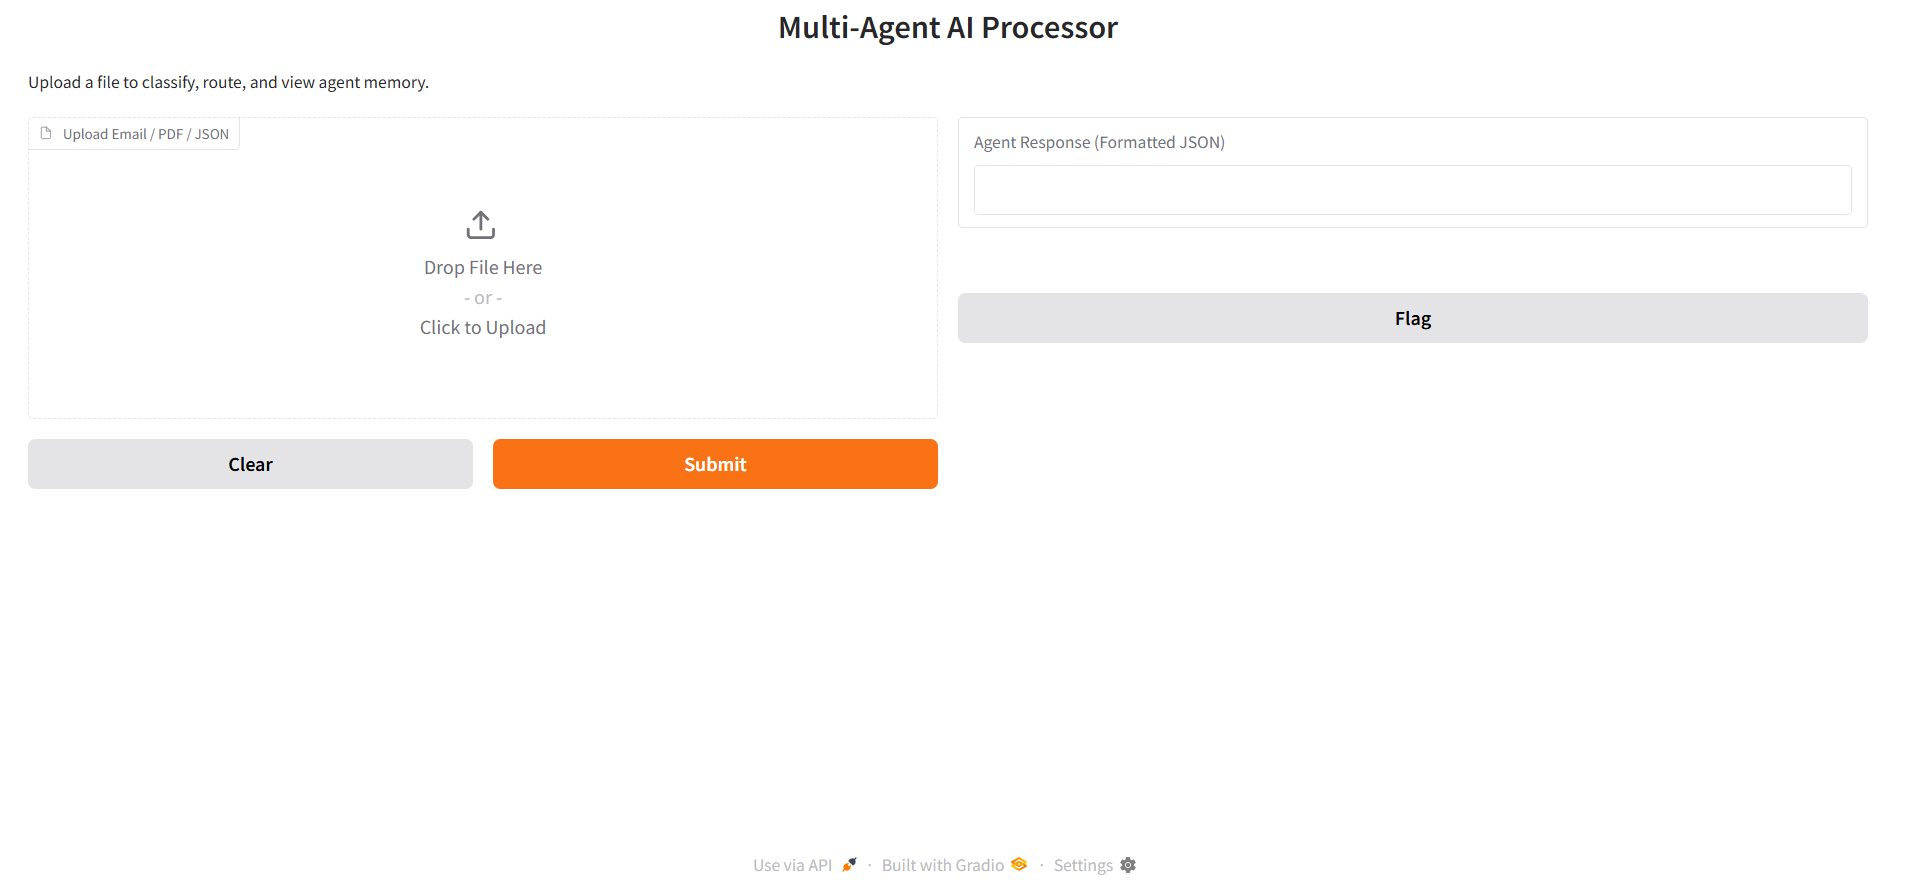 Multi-Agent AI Processor
Upload a file to classify, route, and view agent memory.
Upload Email / PDF / JSON
Drop File Here
- or -
Click to Upload
Clear
Submit
Agent Response (Formatted JSON)
Flag
Use via API · Built with Gradio · Settings